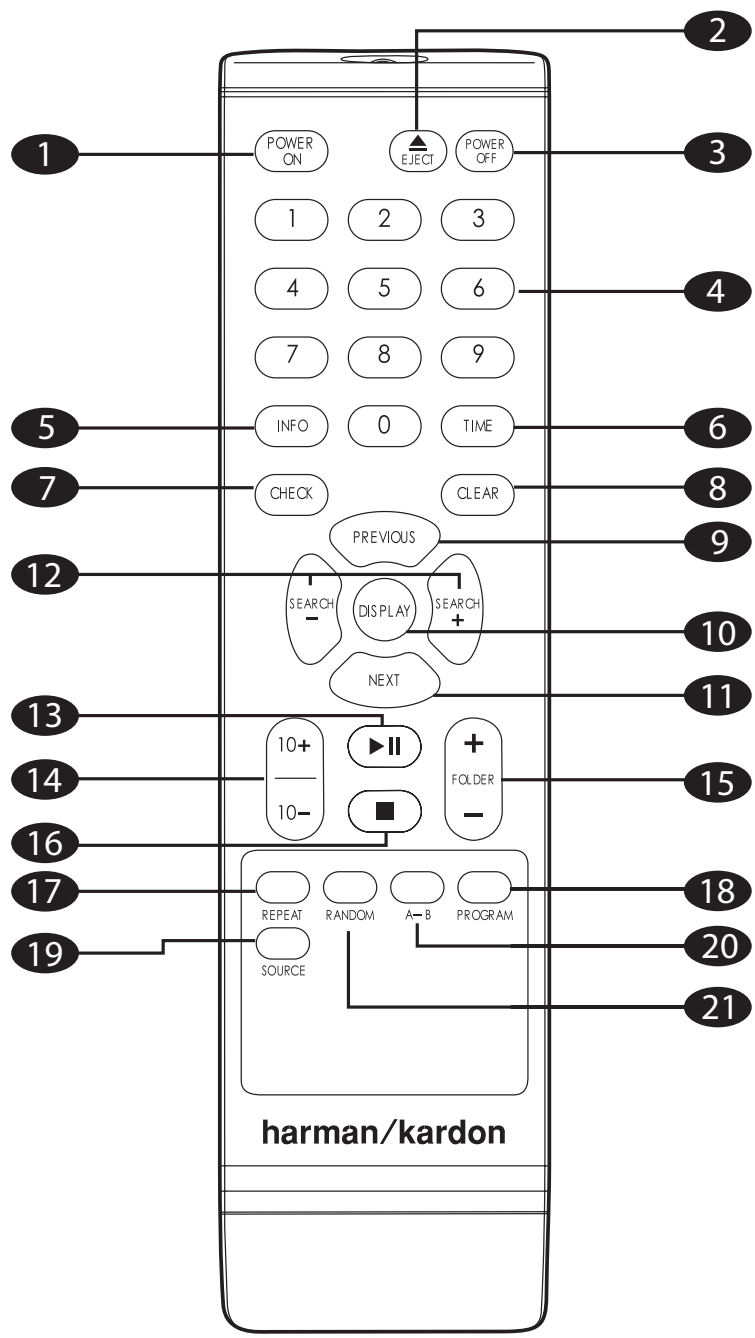 2
POWER ON
EJECT
POWER OFF
1
3
1 2 3
4 5 6
4
7 8 9
5
INFO
0
TIME
6
7
CHECK
CLEAR
8
PREVIOUS
9
12
SEARCH –
DISPLAY
SEARCH +
10
NEXT
11
13
10+
+
14
FOLDER
15
10–
–
16
17
18
REPEAT RANDOM A–B PROGRAM
19
20
SOURCE
21
harman/kardon